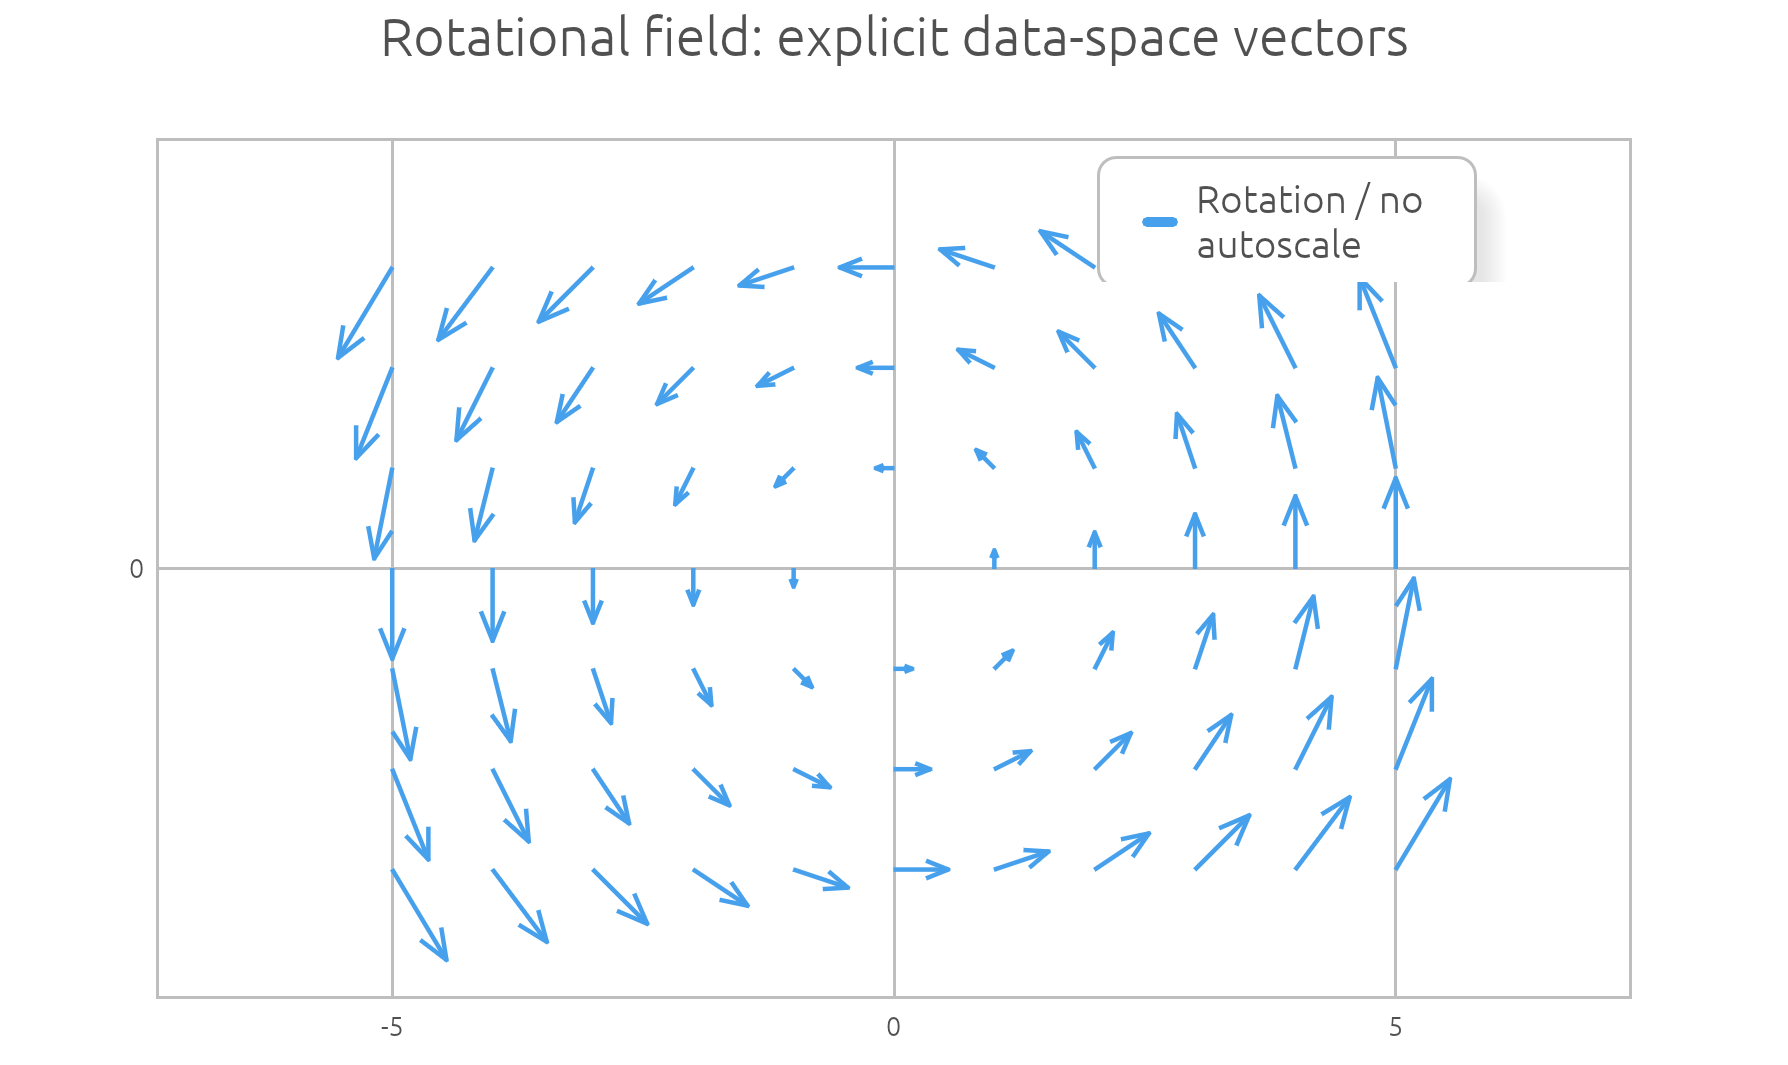 Rotational field: explicit data-space vectors
Rotation / no
autoscale
0
-5
0
5